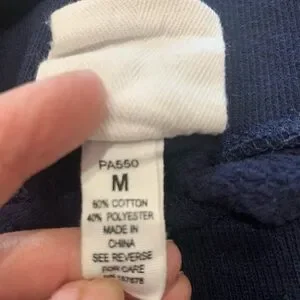 PA550
M
60% COTTON
40% POLYESTER
MADE IN
CHINA
SEE REVERSE
FOR CARE